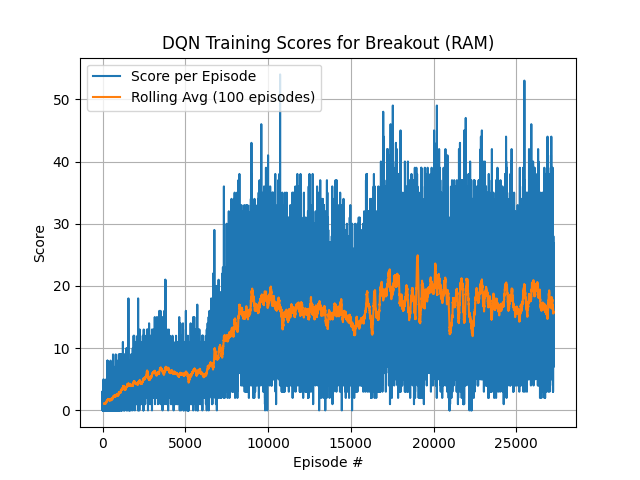 DQN Training Scores for Breakout (RAM)
Score per Episode
Rolling Avg (100 episodes)
50
40
30
20
10
0
Score
0 5000 10000 15000 20000 25000
Episode #